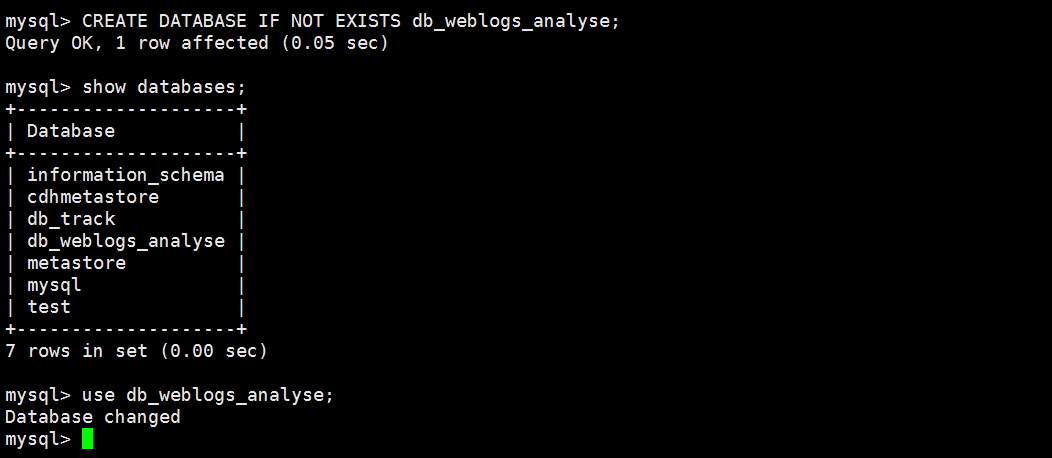 mysql> CREATE DATABASE IF NOT EXISTS db_weblogs_analyse;
Query OK, 1 row affected (0.05 sec)
mysql> show databases;
+--------------------+
| Database           |
+--------------------+
| information_schema |
| cdhmetastore       |
| db_track           |
| db_weblogs_analyse |
| metastore          |
| mysql              |
| test               |
+--------------------+
7 rows in set (0.00 sec)
mysql> use db_weblogs_analyse;
Database changed
mysql>